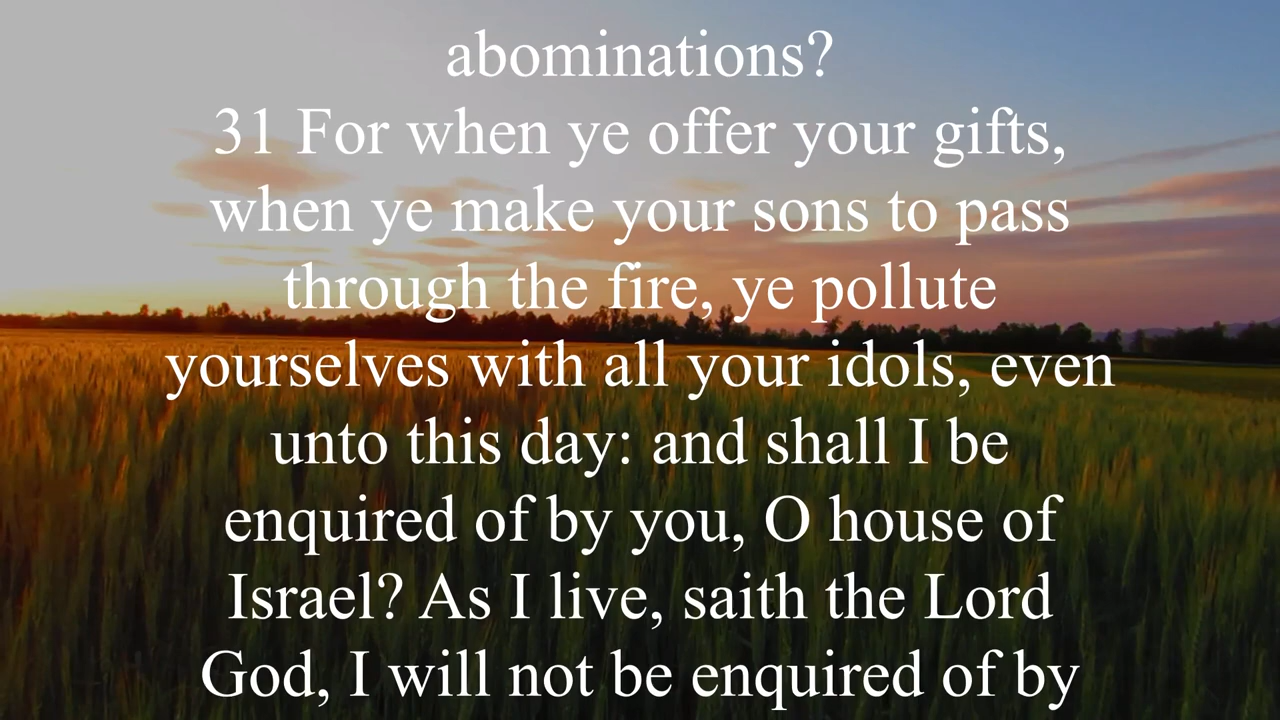 abominations?
31 For when ye offer your gifts,
when ye make your sons to pass
through the fire, ye pollute
yourselves with all your idols, even
unto this day: and shall I be
enquired of by you, O house of
Israel? As I live, saith the Lord
God, I will not be enquired of by